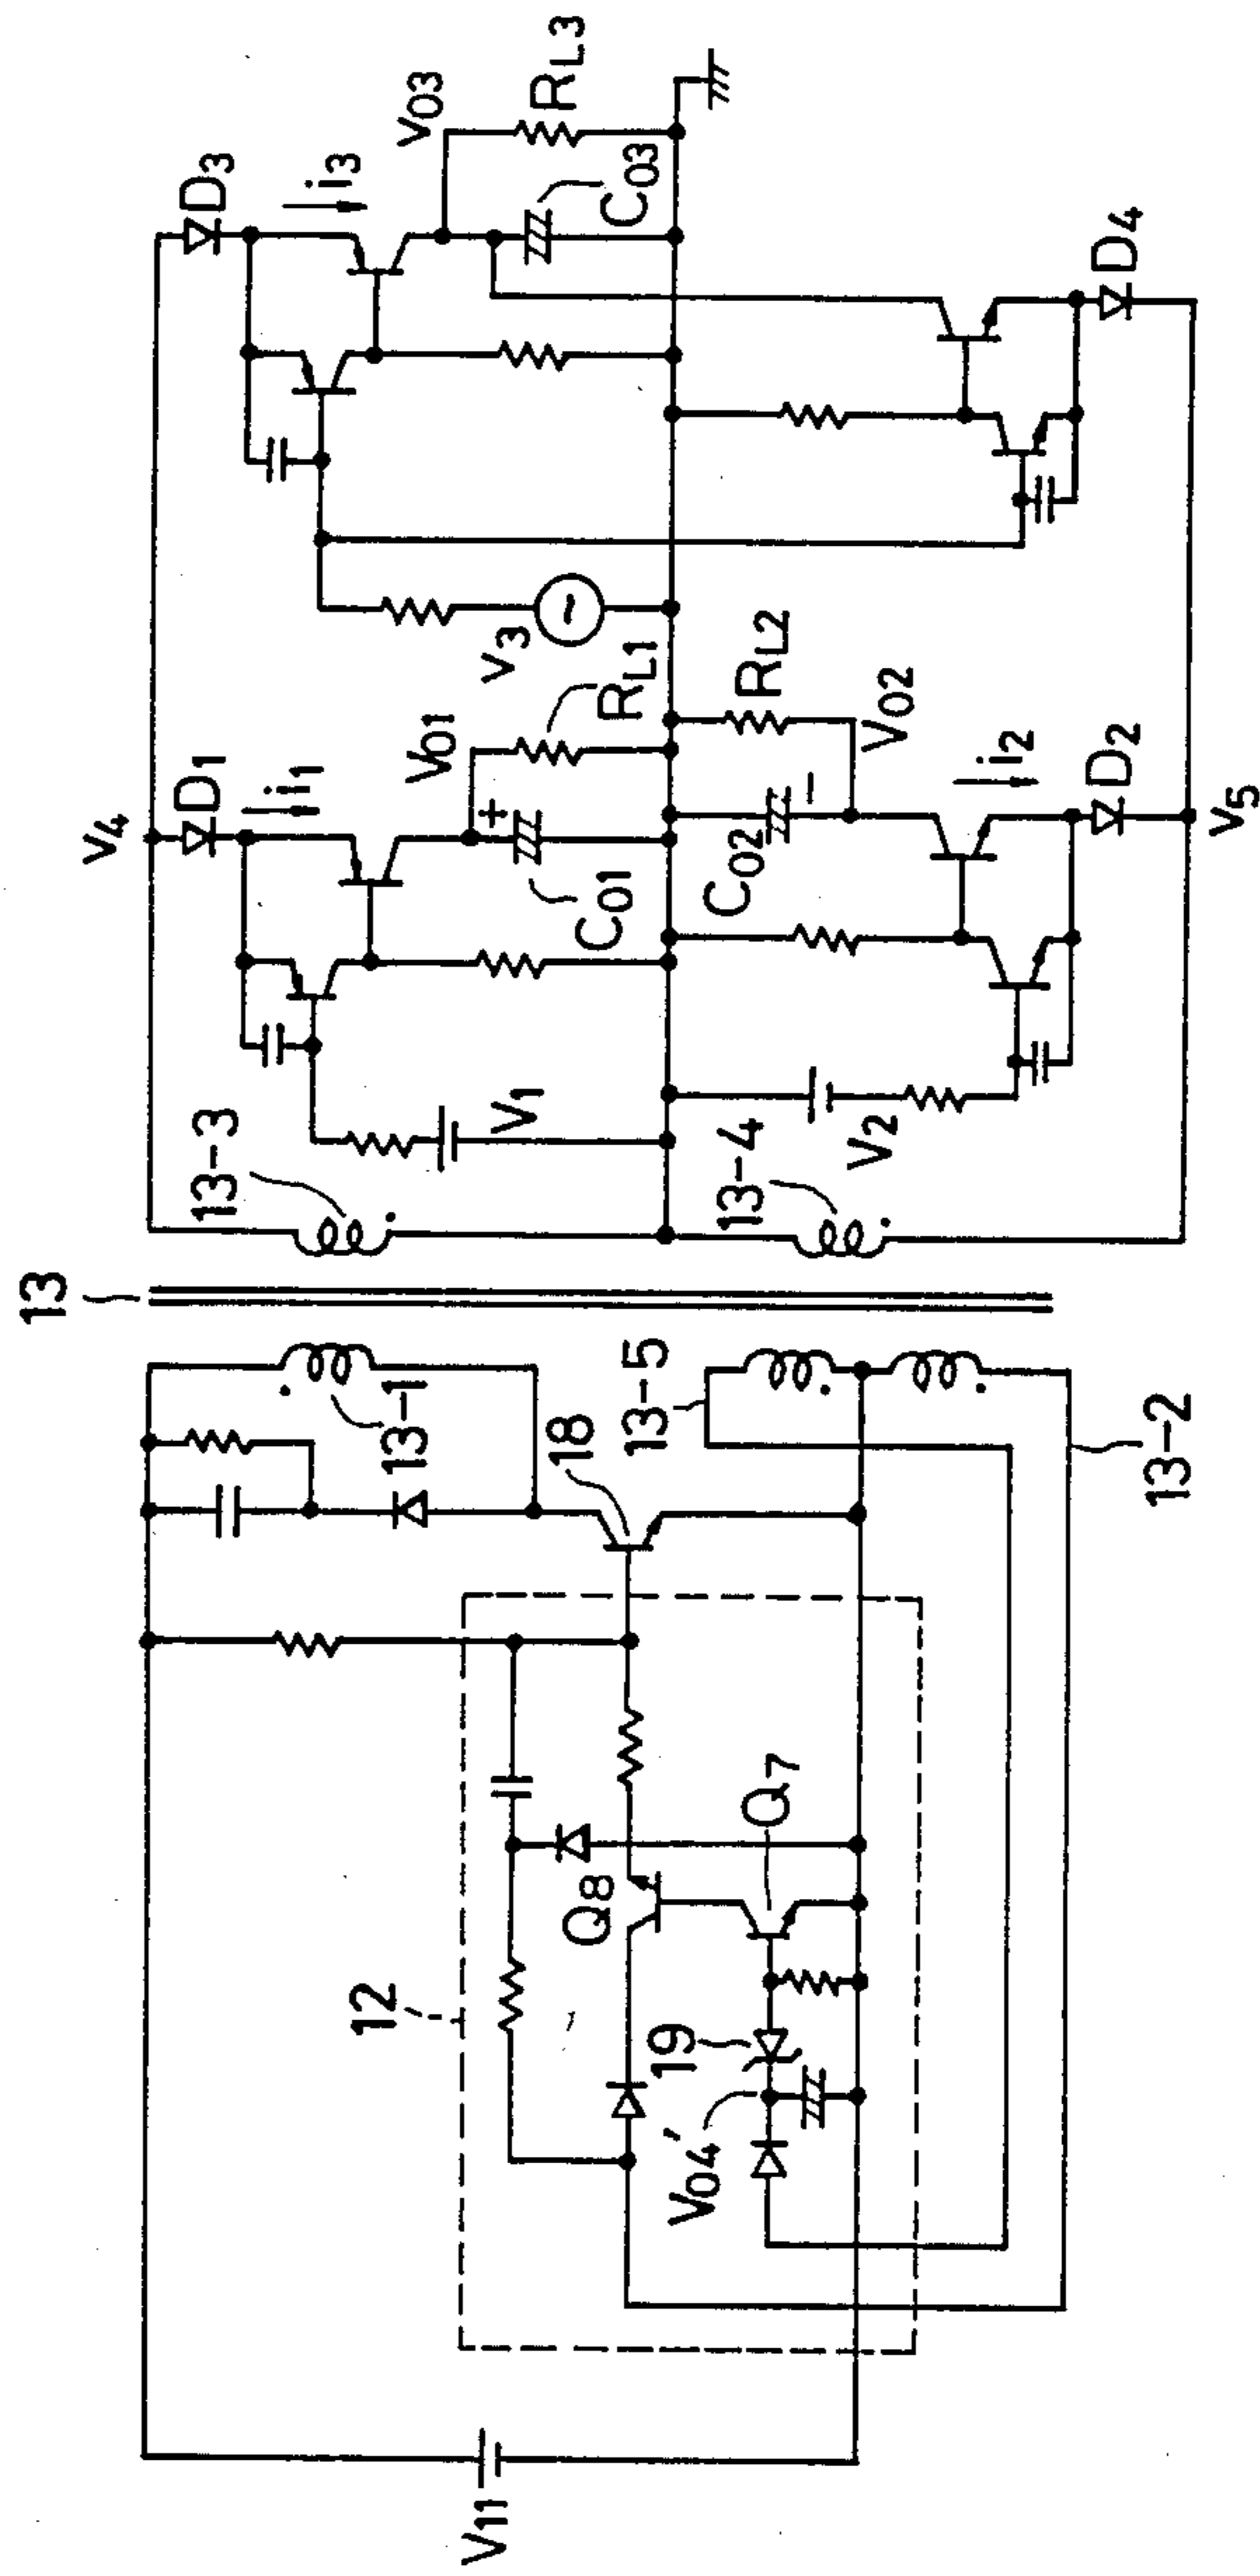 V11
12
Q8
19
V04'
Q7
18
13-1
13-5
13-2
13
13-3
13-4
V1
V2
v4
D1
i1
V01
C01
RL1
C02
RL2
V02
i2
D2
v5
v3
~
D3
i3
v03
C03
RL3
D4
+
−